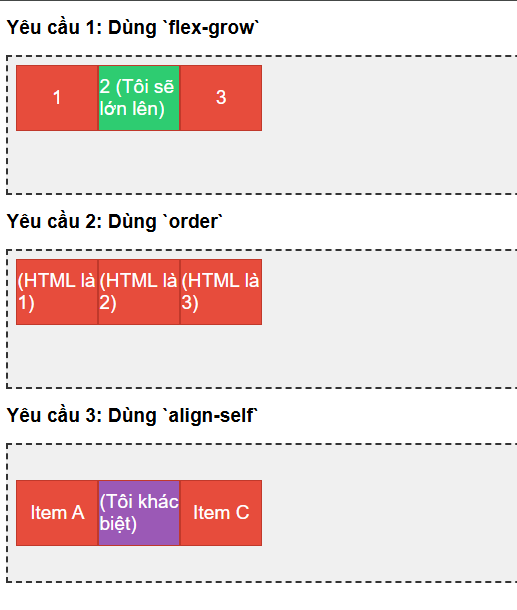 Yêu cầu 1: Dùng `flex-grow`
1
2 (Tôi sẽ
lớn lên)
3
Yêu cầu 2: Dùng `order`
(HTML là
1)
(HTML là
2)
(HTML là
3)
Yêu cầu 3: Dùng `align-self`
Item A
(Tôi khác
biệt)
Item C